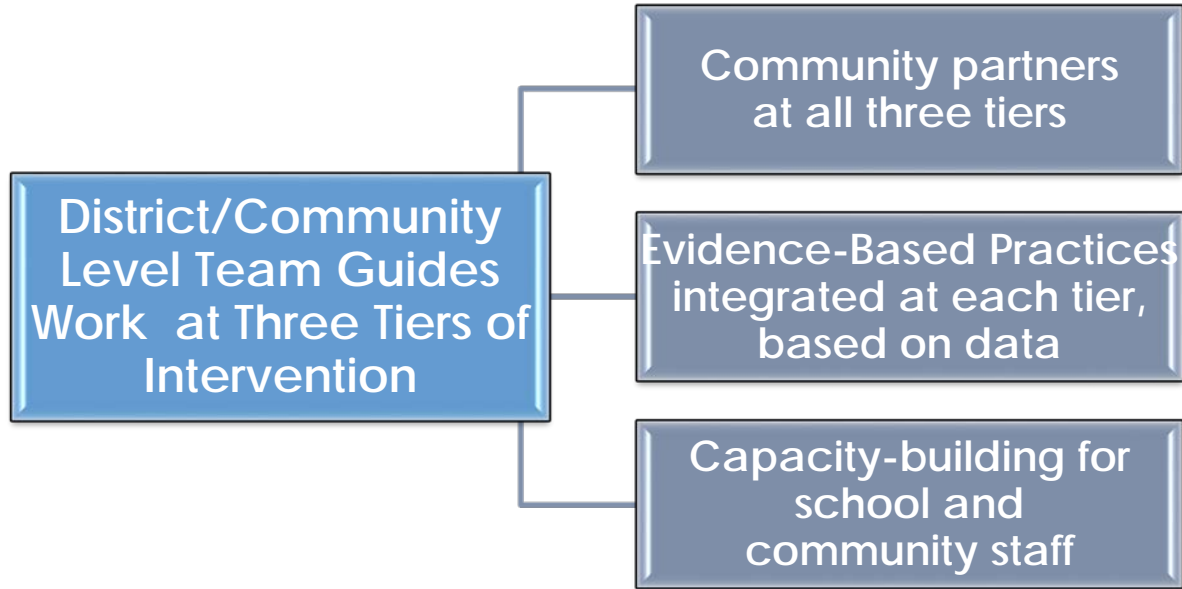 District/Community
Level Team Guides
Work at Three Tiers of
Intervention
Community partners
at all three tiers
Evidence-Based Practices
integrated at each tier,
based on data
Capacity-building for
school and
community staff